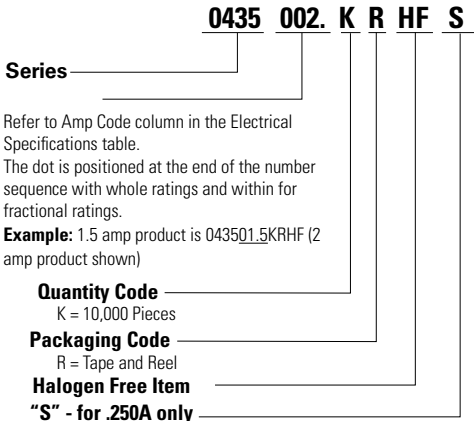 0435 002. K R HF S
Series
Refer to Amp Code column in the Electrical
Specifications table.
The dot is positioned at the end of the number
sequence with whole ratings and within for
fractional ratings.
Example: 1.5 amp product is 043501.5KRHF (2
amp product shown)
Quantity Code
K = 10,000 Pieces
Packaging Code
R = Tape and Reel
Halogen Free Item
“S” - for .250A only